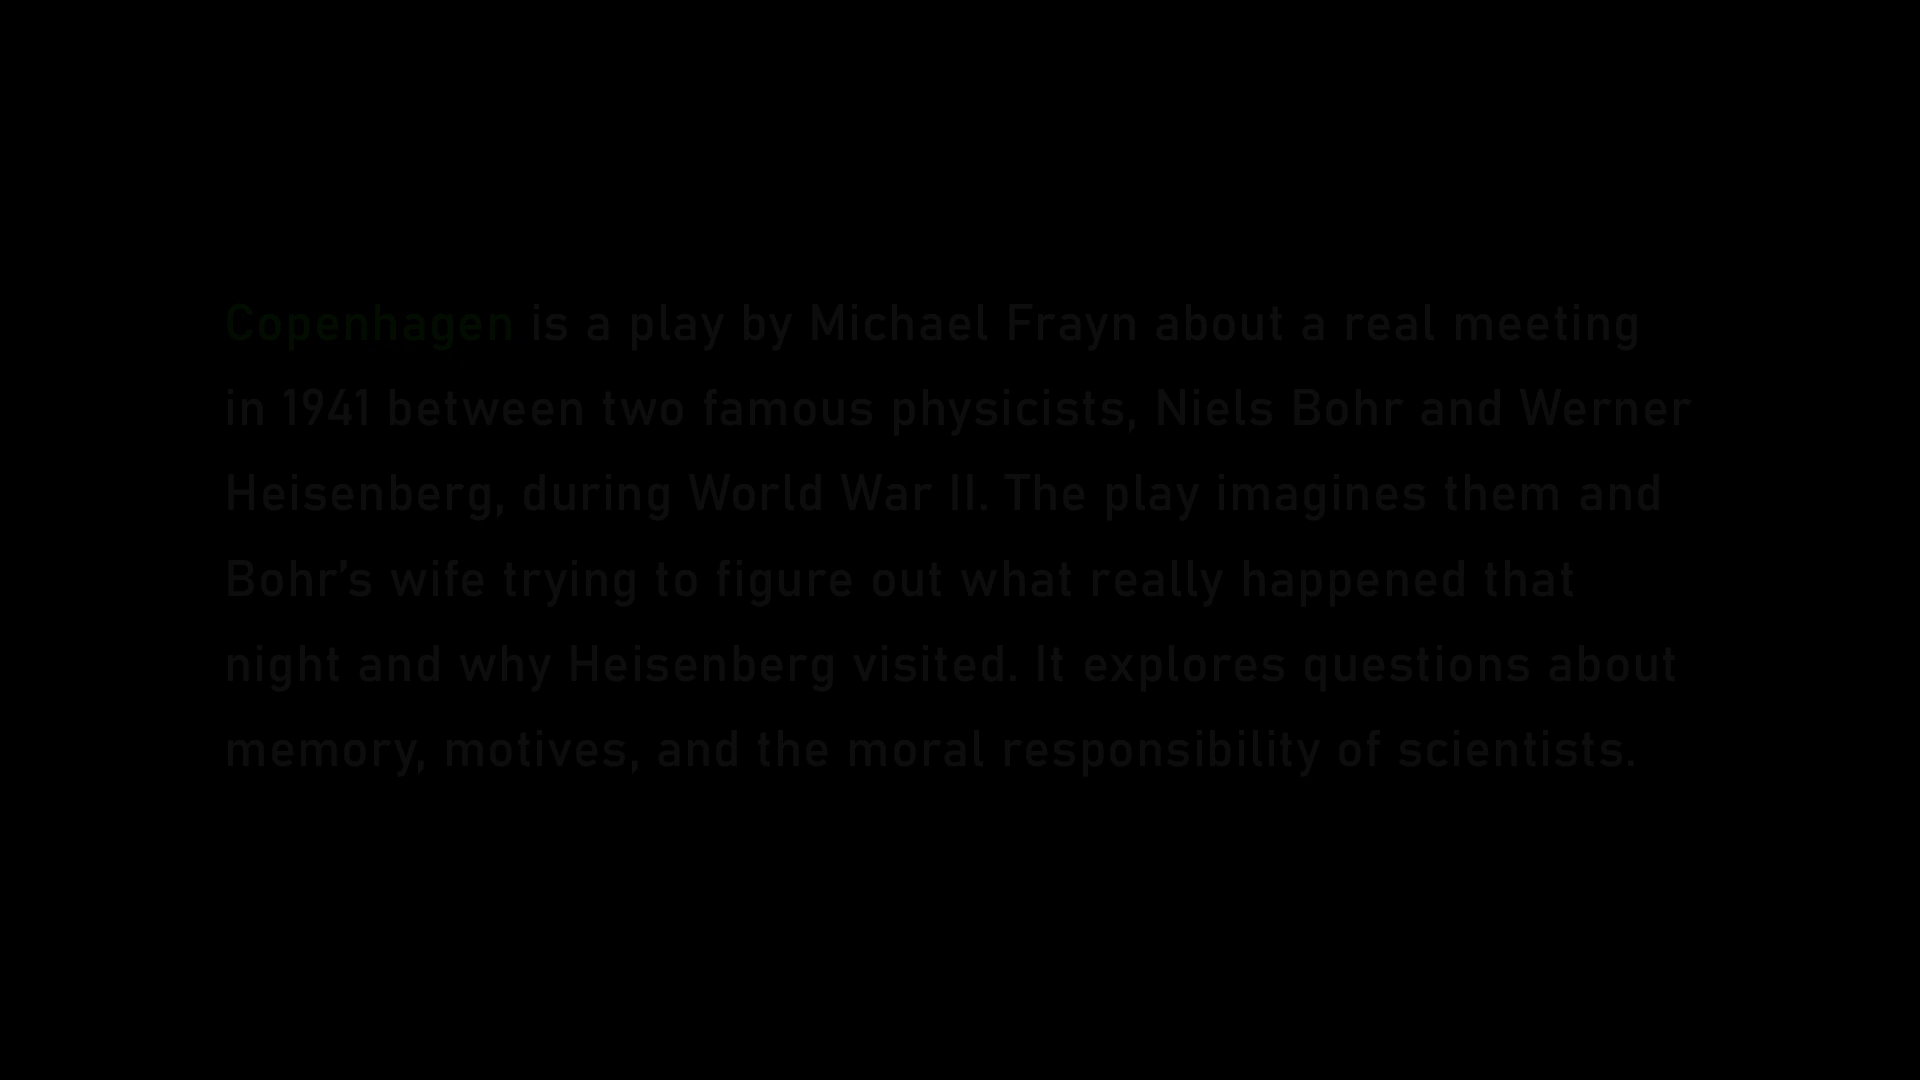 Copenhagen is a play by Michael Frayn about a real meeting
in 1941 between two famous physicists, Niels Bohr and Werner
Heisenberg, during World War II. The play imagines them and
Bohr’s wife trying to figure out what really happened that
night and why Heisenberg visited. It explores questions about
memory, motives, and the moral responsibility of scientists.